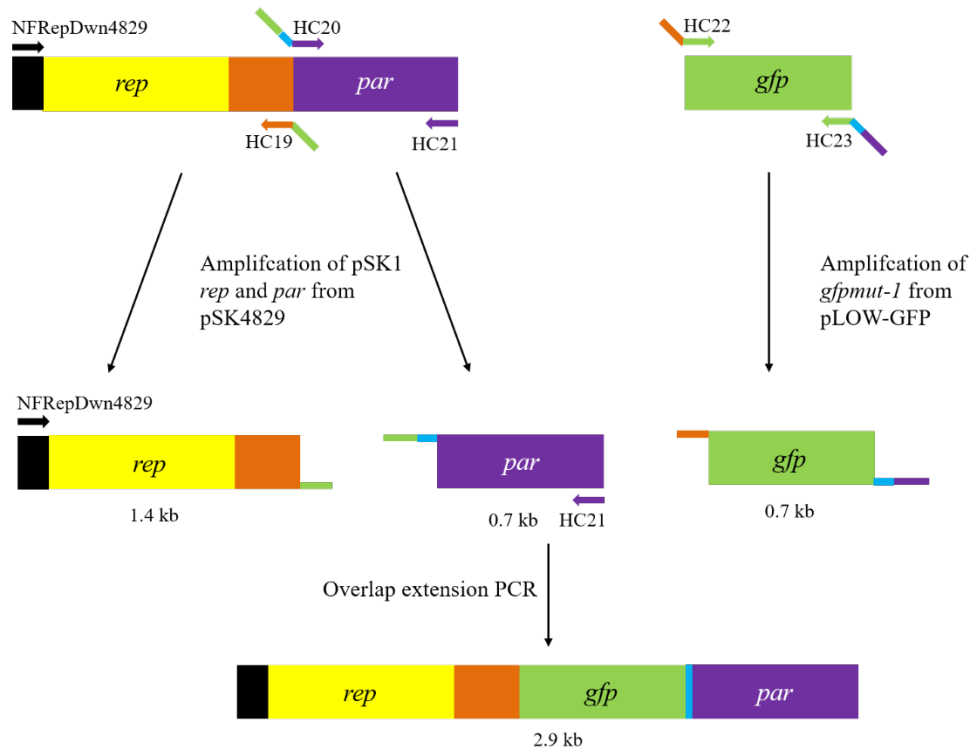 NFRepDwn4829
HC20
HC22
rep
par
gfp
HC19
HC21
HC23
Amplifcation of pSK1
rep and par from
pSK4829
Amplifcation of
gfpmut-1 from
pLOW-GFP
NFRepDwn4829
rep
par
gfp
1.4 kb
0.7 kb
HC21
0.7 kb
Overlap extension PCR
rep
gfp
par
2.9 kb